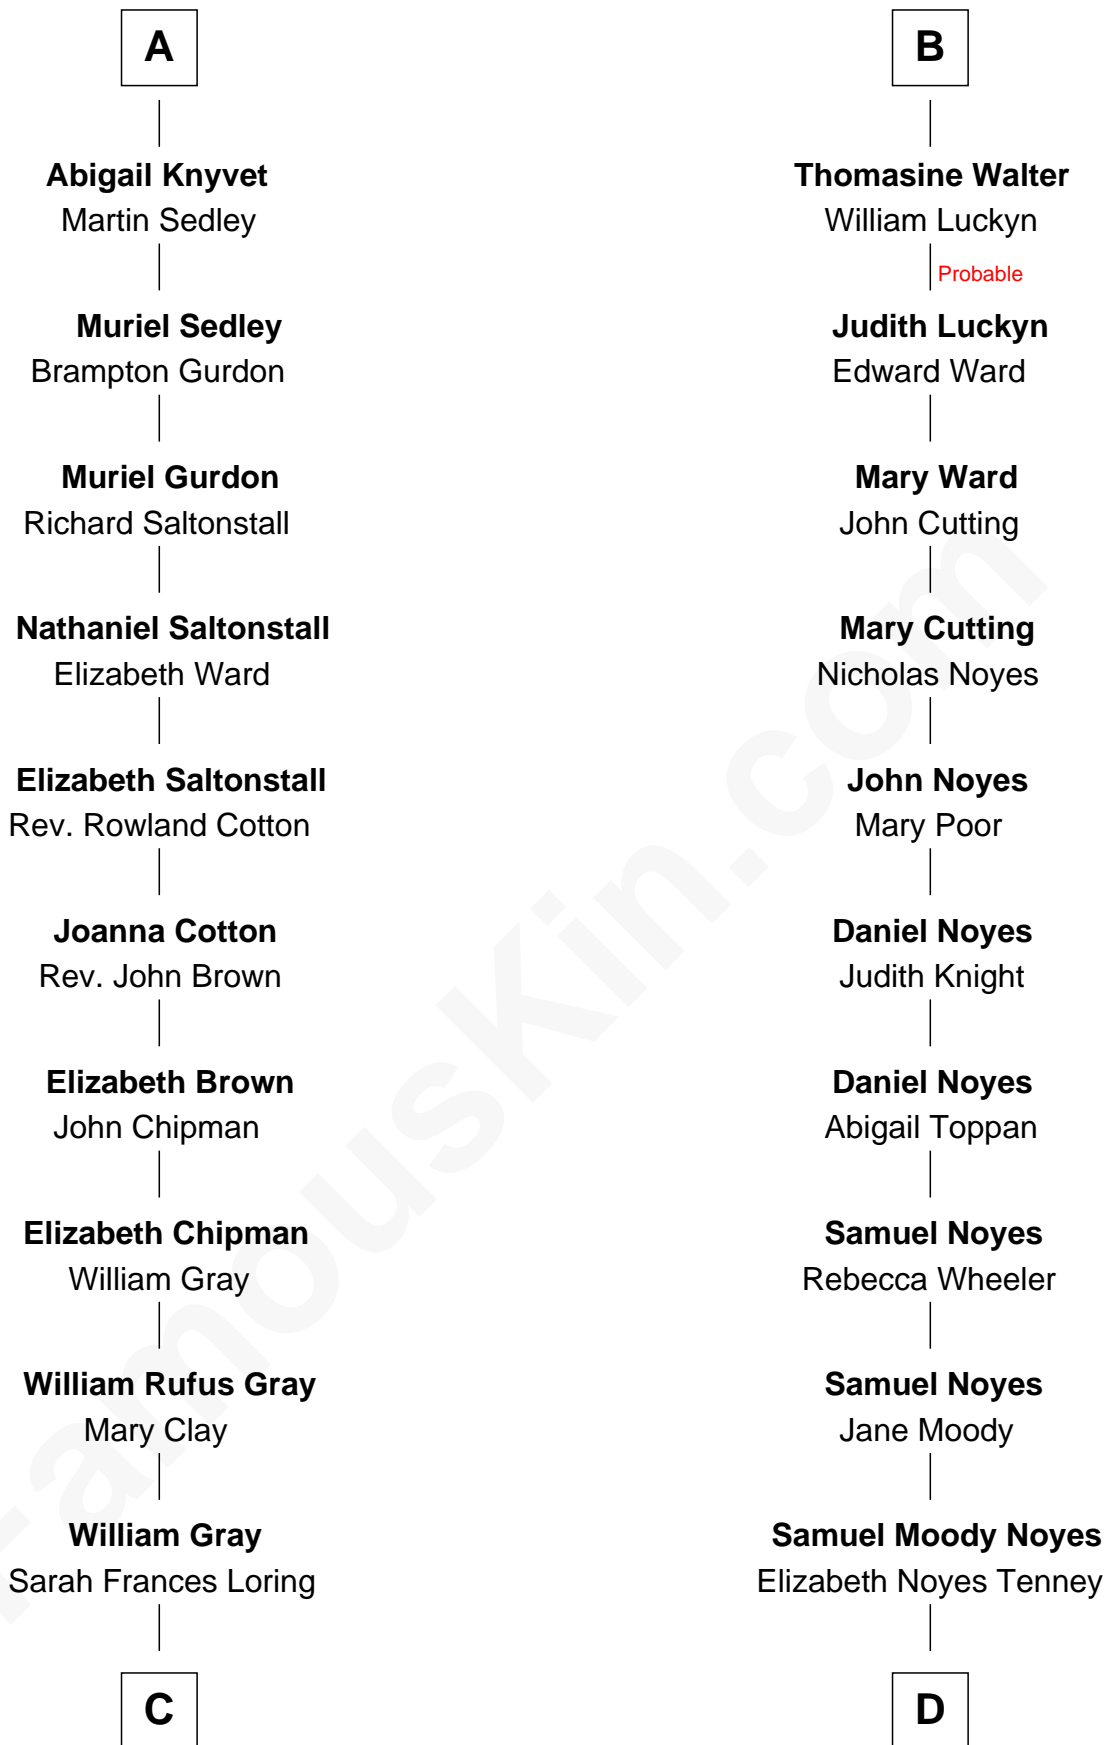 A
Abigail Knyvet
Martin Sedley
Muriel Sedley
Brampton Gurdon
Muriel Gurdon
Richard Saltonstall
Nathaniel Saltonstall
Elizabeth Ward
Elizabeth Saltonstall
Rev. Rowland Cotton
Joanna Cotton
Rev. John Brown
Elizabeth Brown
John Chipman
Elizabeth Chipman
William Gray
William Rufus Gray
Mary Clay
William Gray
Sarah Frances Loring
C
B
Thomasine Walter
William Luckyn
Probable
Judith Luckyn
Edward Ward
Mary Ward
John Cutting
Mary Cutting
Nicholas Noyes
John Noyes
Mary Poor
Daniel Noyes
Judith Knight
Daniel Noyes
Abigail Toppan
Samuel Noyes
Rebecca Wheeler
Samuel Noyes
Jane Moody
Samuel Moody Noyes
Elizabeth Noyes Tenney
D
FamousKin.com